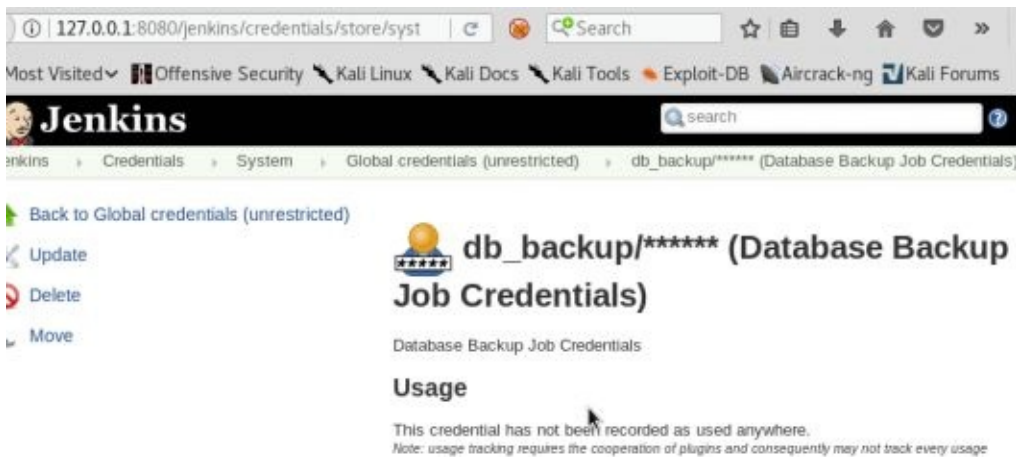 127.0.0.1:8080/jenkins/credentials/store/syst Search
Most Visited Offensive Security Kali Linux Kali Docs Kali Tools Exploit-DB Aircrack-ng Kali Forums
Jenkins search
enkins Credentials System Global credentials (unrestricted) db_backup/****** (Database Backup Job Credentials)
Back to Global credentials (unrestricted)
Update
Delete
Move
db_backup/****** (Database Backup
Job Credentials)
Database Backup Job Credentials
Usage
This credential has not been recorded as used anywhere.
Note: usage tracking requires the cooperation of plugins and consequently may not track every usage